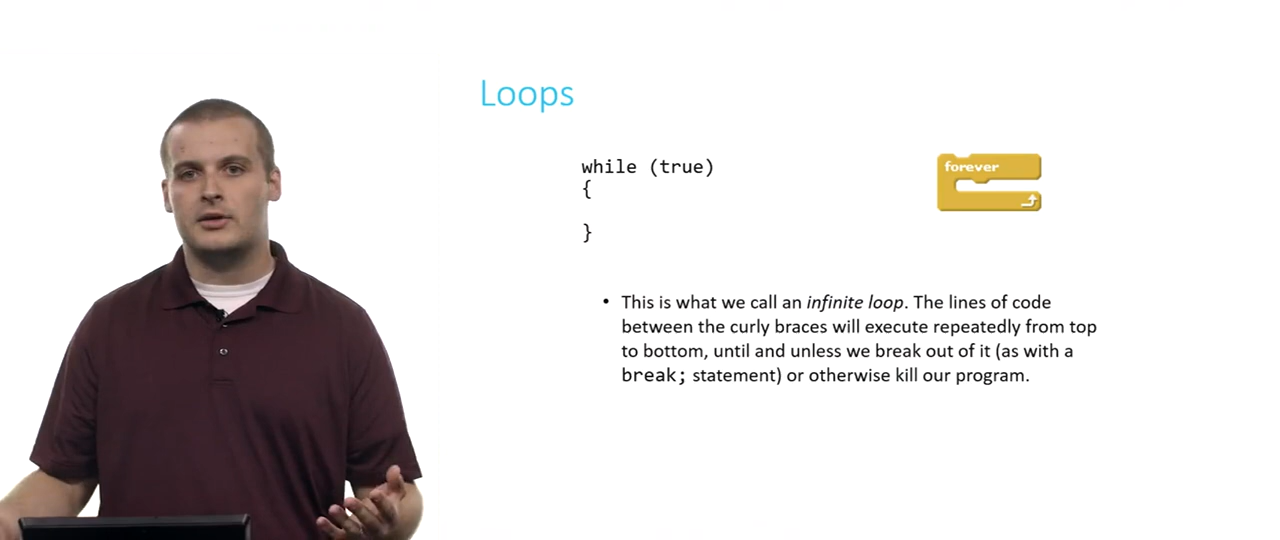 Loops
while (true)
{
}
forever
• This is what we call an infinite loop. The lines of code
between the curly braces will execute repeatedly from top
to bottom, until and unless we break out of it (as with a
break; statement) or otherwise kill our program.